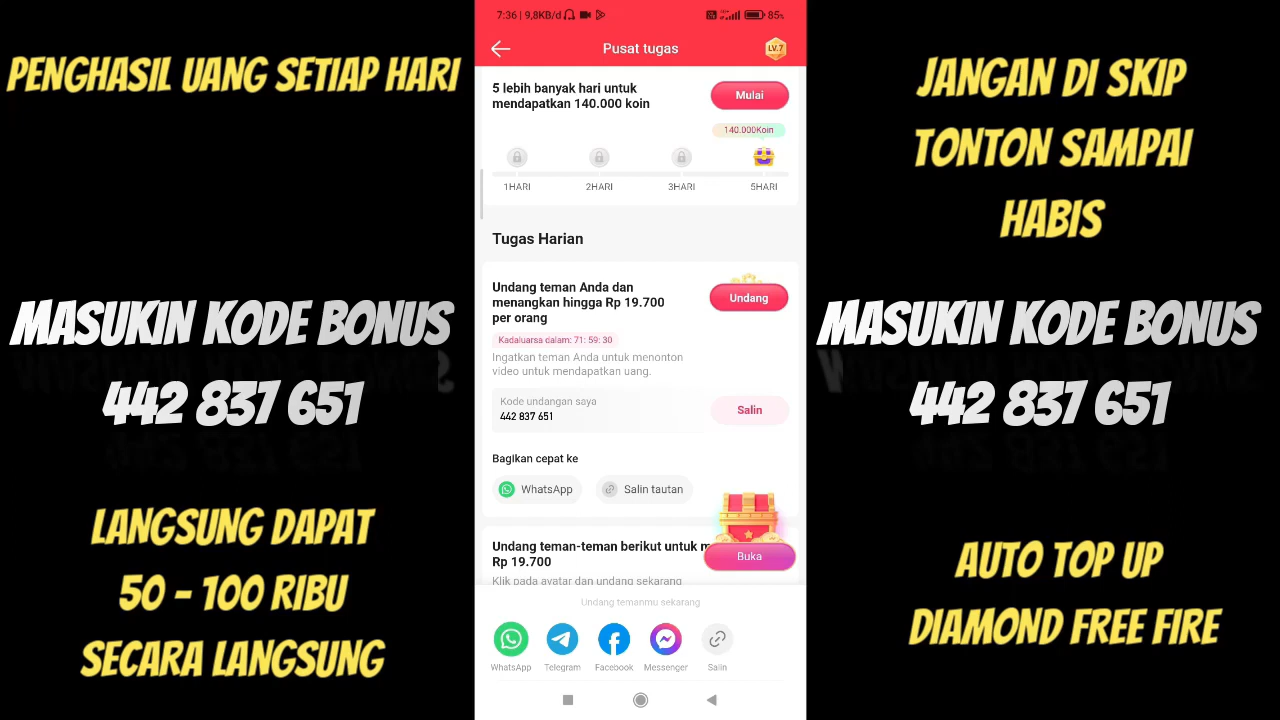 PENGHASIL UANG SETIAP HARI
MASUKIN KODE BONUS
442 837 651
LANGSUNG DAPAT
50 - 100 RIBU
SECARA LANGSUNG
7:36 | 9,8KB/d
85%
Pusat tugas
LV.7
5 lebih banyak hari untuk
mendapatkan 140.000 koin
Mulai
140.000Koin
1HARI 2HARI 3HARI 5HARI
Tugas Harian
Undang teman Anda dan
menangkan hingga Rp 19.700
per orang
Undang
Kadaluarsa dalam: 71: 59: 30
Ingatkan teman Anda untuk menonton
video untuk mendapatkan uang.
Kode undangan saya
442 837 651
Salin
Bagikan cepat ke
WhatsApp Salin tautan
Undang teman-teman berikut untuk m
Rp 19.700
Buka
Klik pada avatar dan undang sekarang
Undang temanmu sekarang
WhatsApp Telegram Facebook Messenger Salin
JANGAN DI SKIP
TONTON SAMPAI
HABIS
MASUKIN KODE BONUS
442 837 651
AUTO TOP UP
DIAMOND FREE FIRE